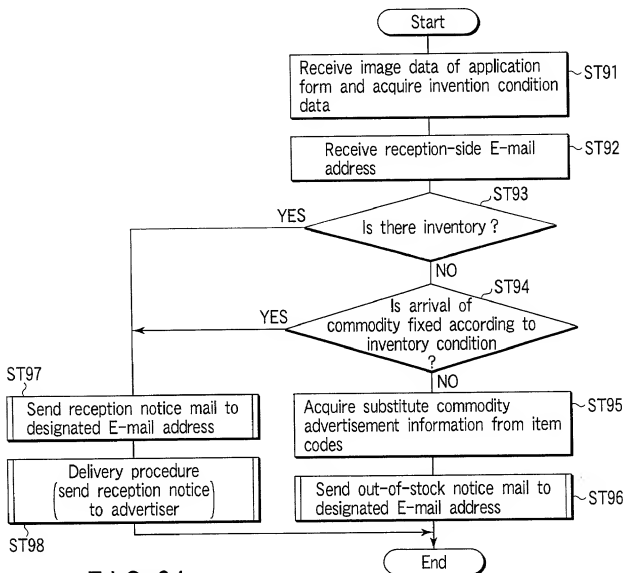 Start
Receive image data of application
form and acquire invention condition
data
ST91
Receive reception-side E-mail
address
ST92
ST93
YES
Is there inventory?
NO
ST94
YES
Is arrival of
commodity fixed according to
inventory condition
?
NO
ST97
Send reception notice mail to
designated E-mail address
Acquire substitute commodity
advertisement information from item
codes
ST95
Delivery procedure
(send reception notice
to advertiser)
ST98
Send out-of-stock notice mail to
designated E-mail address
ST96
End